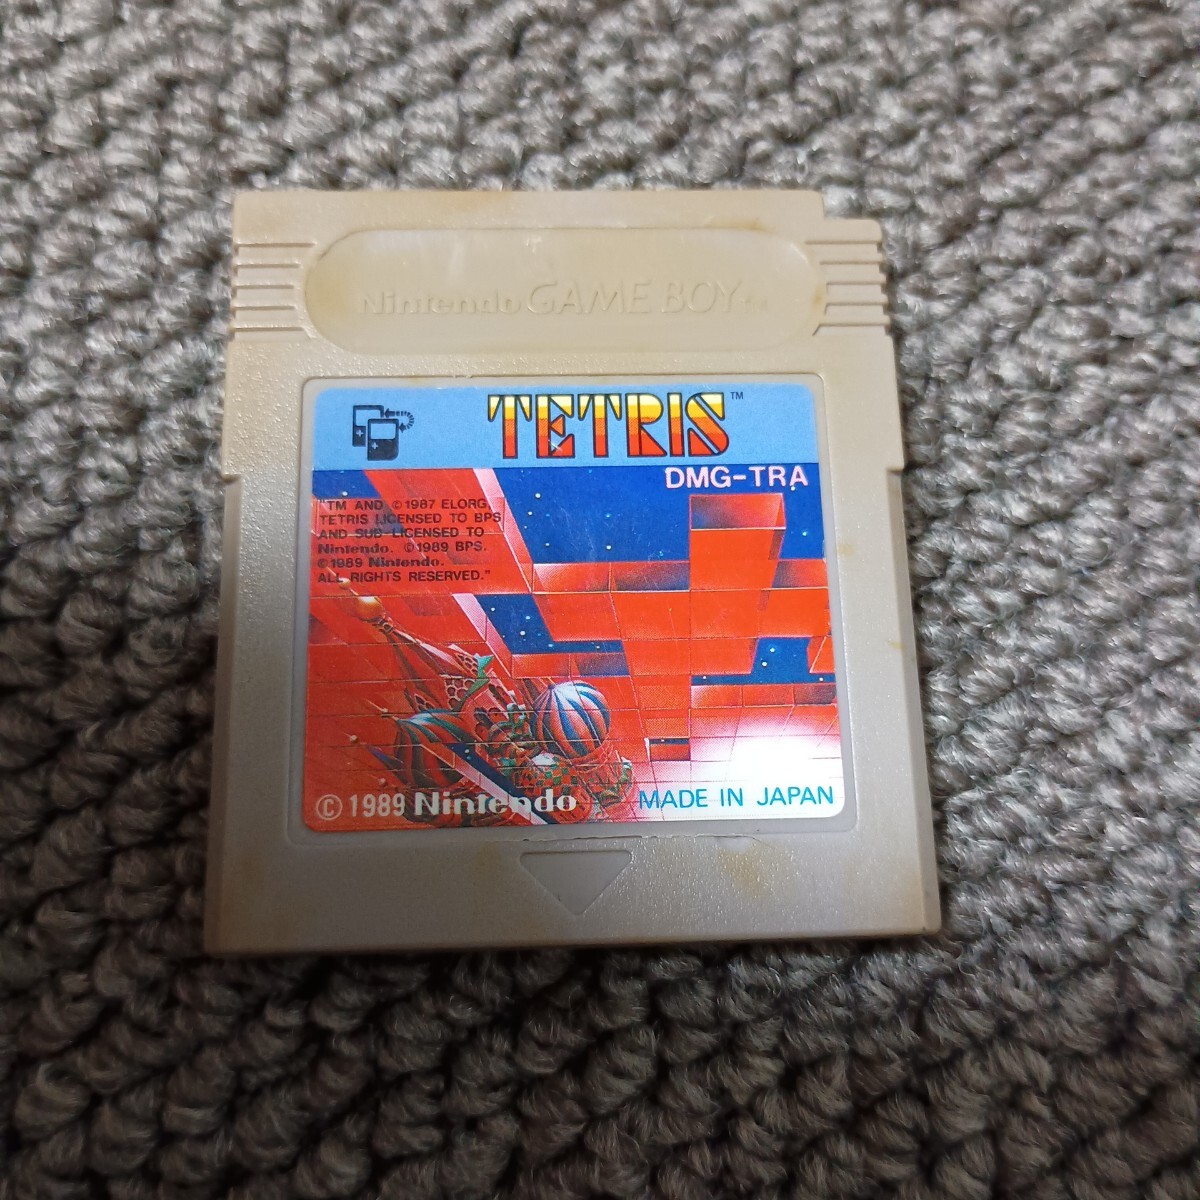 Nintendo GAME BOY TM
TETRIS™
DMG-TRA
"TM AND ©1987 ELORG,
TETRIS LICENSED TO BPS
AND SUB-LICENSED TO
Nintendo. ©1989 BPS.
©1989 Nintendo.
ALL RIGHTS RESERVED."
© 1989 Nintendo
MADE IN JAPAN